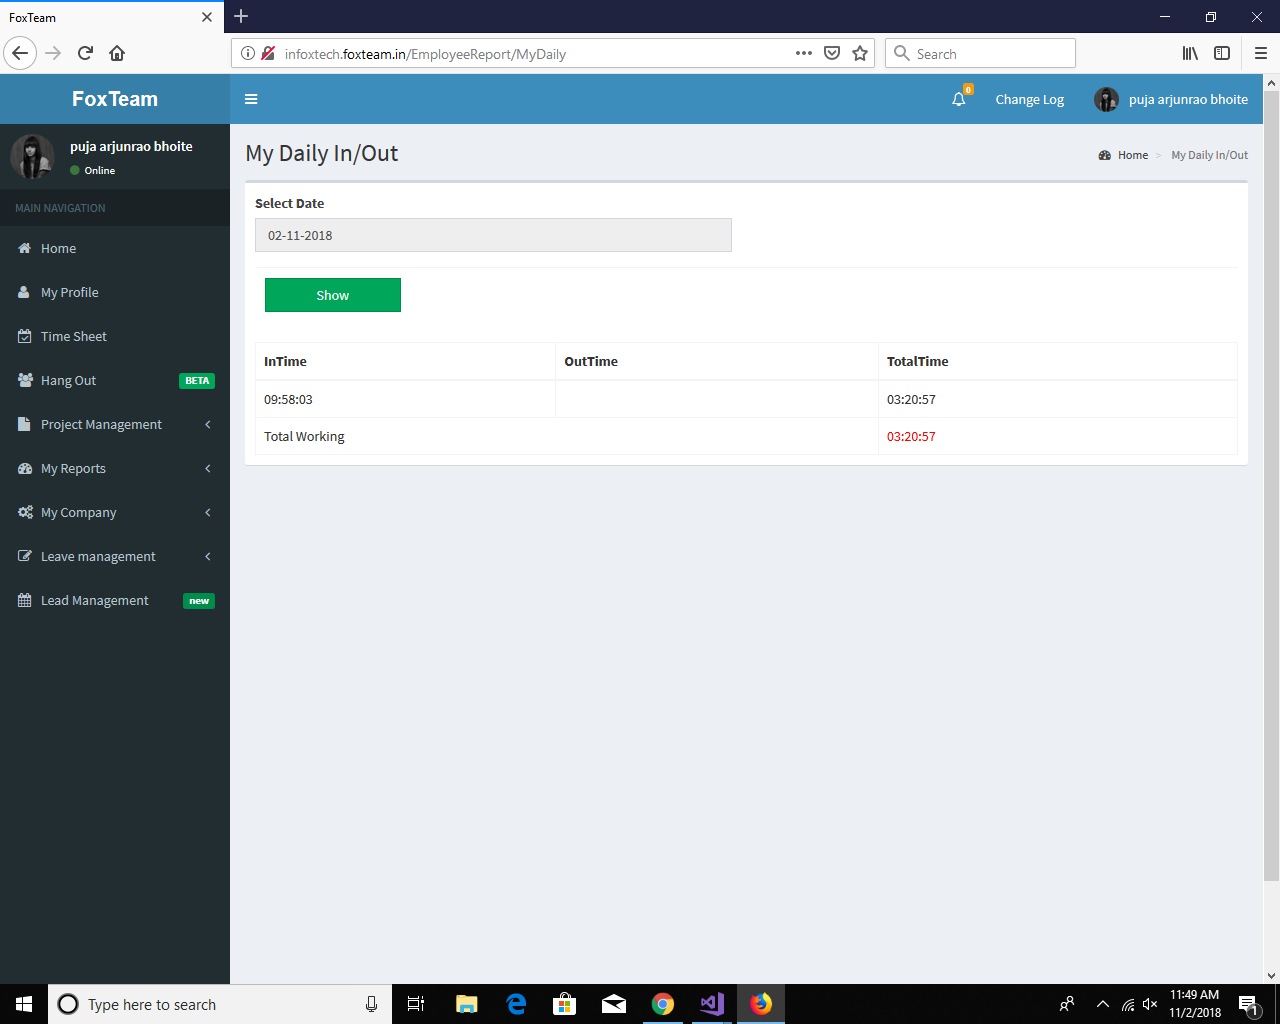 FoxTeam
infoxtech.foxteam.in/EmployeeReport/MyDaily
Search
FoxTeam
0
Change Log
puja arjunrao bhoite
puja arjunrao bhoite
Online
MAIN NAVIGATION
Home
My Profile
Time Sheet
Hang Out BETA
Project Management
My Reports
My Company
Leave management
Lead Management new
My Daily In/Out
Home > My Daily In/Out
Select Date
02-11-2018
Show
InTime OutTime TotalTime
09:58:03 03:20:57
Total Working 03:20:57
Type here to search
11:49 AM
11/2/2018
1